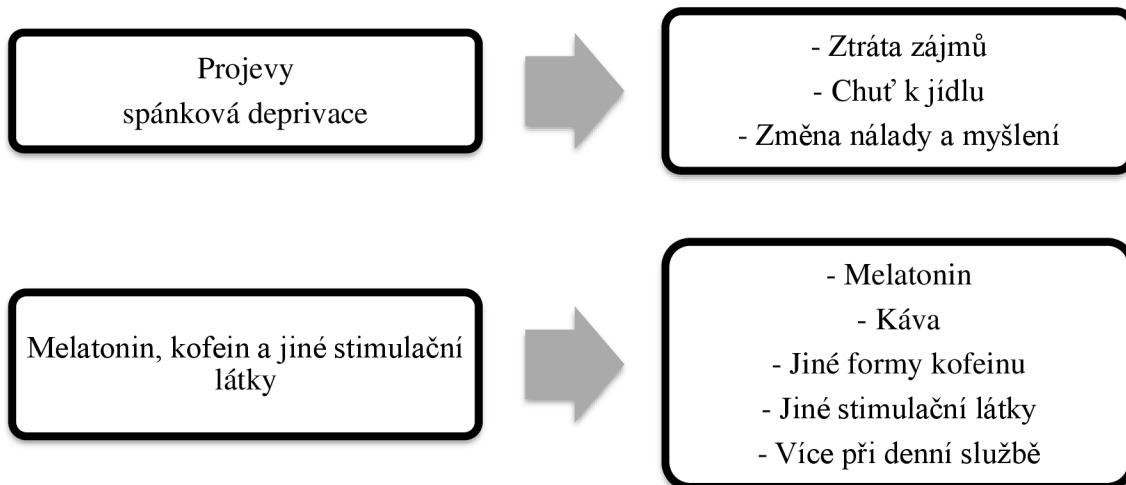 Projevy
spánková deprivace
- Ztráta zájmů
- Chuť k jídlu
- Změna nálady a myšlení
Melatonin, kofein a jiné stimulační
látky
- Melatonin
- Káva
- Jiné formy kofeinu
- Jiné stimulační látky
- Více při denní službě